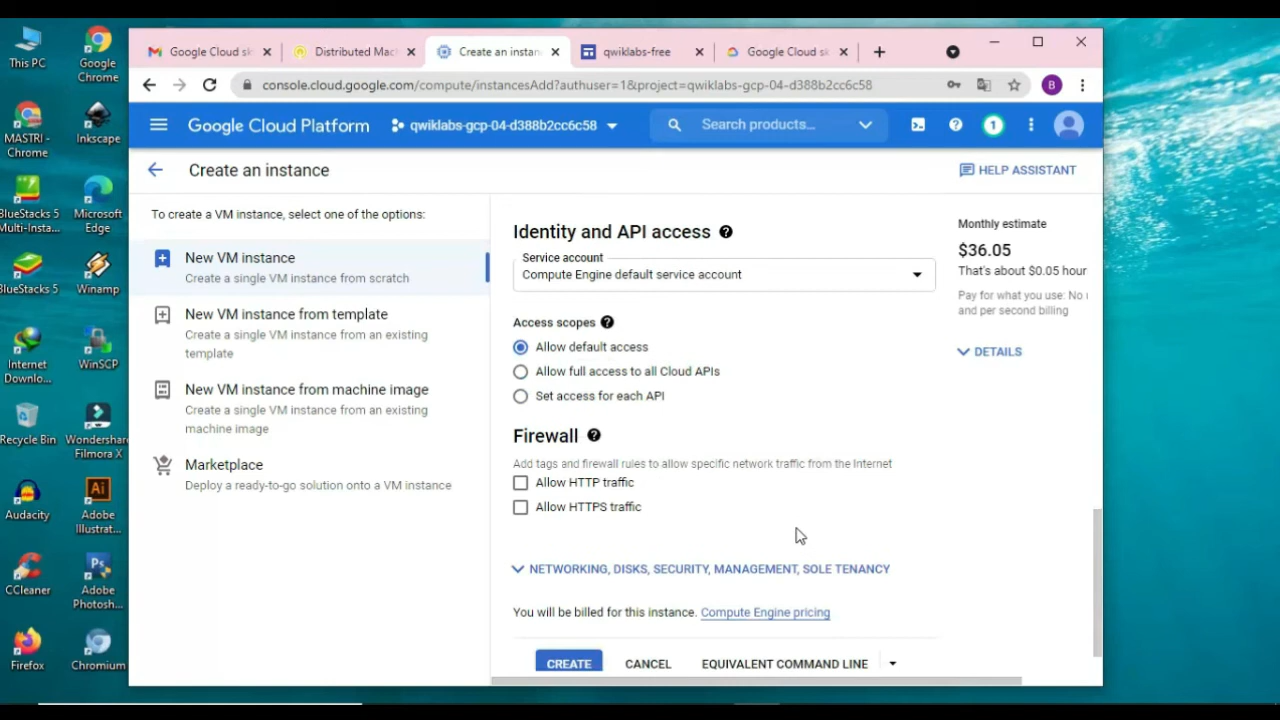 This PC
Google
Chrome
MASTRI -
Chrome
Inkscape
BlueStacks 5
Multi-Insta...
Microsoft
Edge
BlueStacks 5
Winamp
Internet
Downlo...
WinSCP
Recycle Bin
Wondershare
Filmora X
Audacity
Adobe
Illustrat...
CCleaner
Adobe
Photosh...
Firefox
Chromium
Google Cloud sk
Distributed Mac
Create an instan
qwiklabs-free
Google Cloud sk
console.cloud.google.com/compute/instancesAdd?authuser=1&project=qwiklabs-gcp-04-d388b2cc6c58
B
Google Cloud Platform
qwiklabs-gcp-04-d388b2cc6c58
Search products...
1
Create an instance
HELP ASSISTANT
To create a VM instance, select one of the options:
New VM instance
Create a single VM instance from scratch
New VM instance from template
Create a single VM instance from an existing
template
New VM instance from machine image
Create a single VM instance from an existing
machine image
Marketplace
Deploy a ready-to-go solution onto a VM instance
Identity and API access
Service account
Compute Engine default service account
Access scopes
Allow default access
Allow full access to all Cloud APIs
Set access for each API
Firewall
Add tags and firewall rules to allow specific network traffic from the Internet
Allow HTTP traffic
Allow HTTPS traffic
NETWORKING, DISKS, SECURITY, MANAGEMENT, SOLE TENANCY
You will be billed for this instance. Compute Engine pricing
CREATE
CANCEL
EQUIVALENT COMMAND LINE
Monthly estimate
$36.05
That's about $0.05 hour
Pay for what you use: No
and per second billing
DETAILS